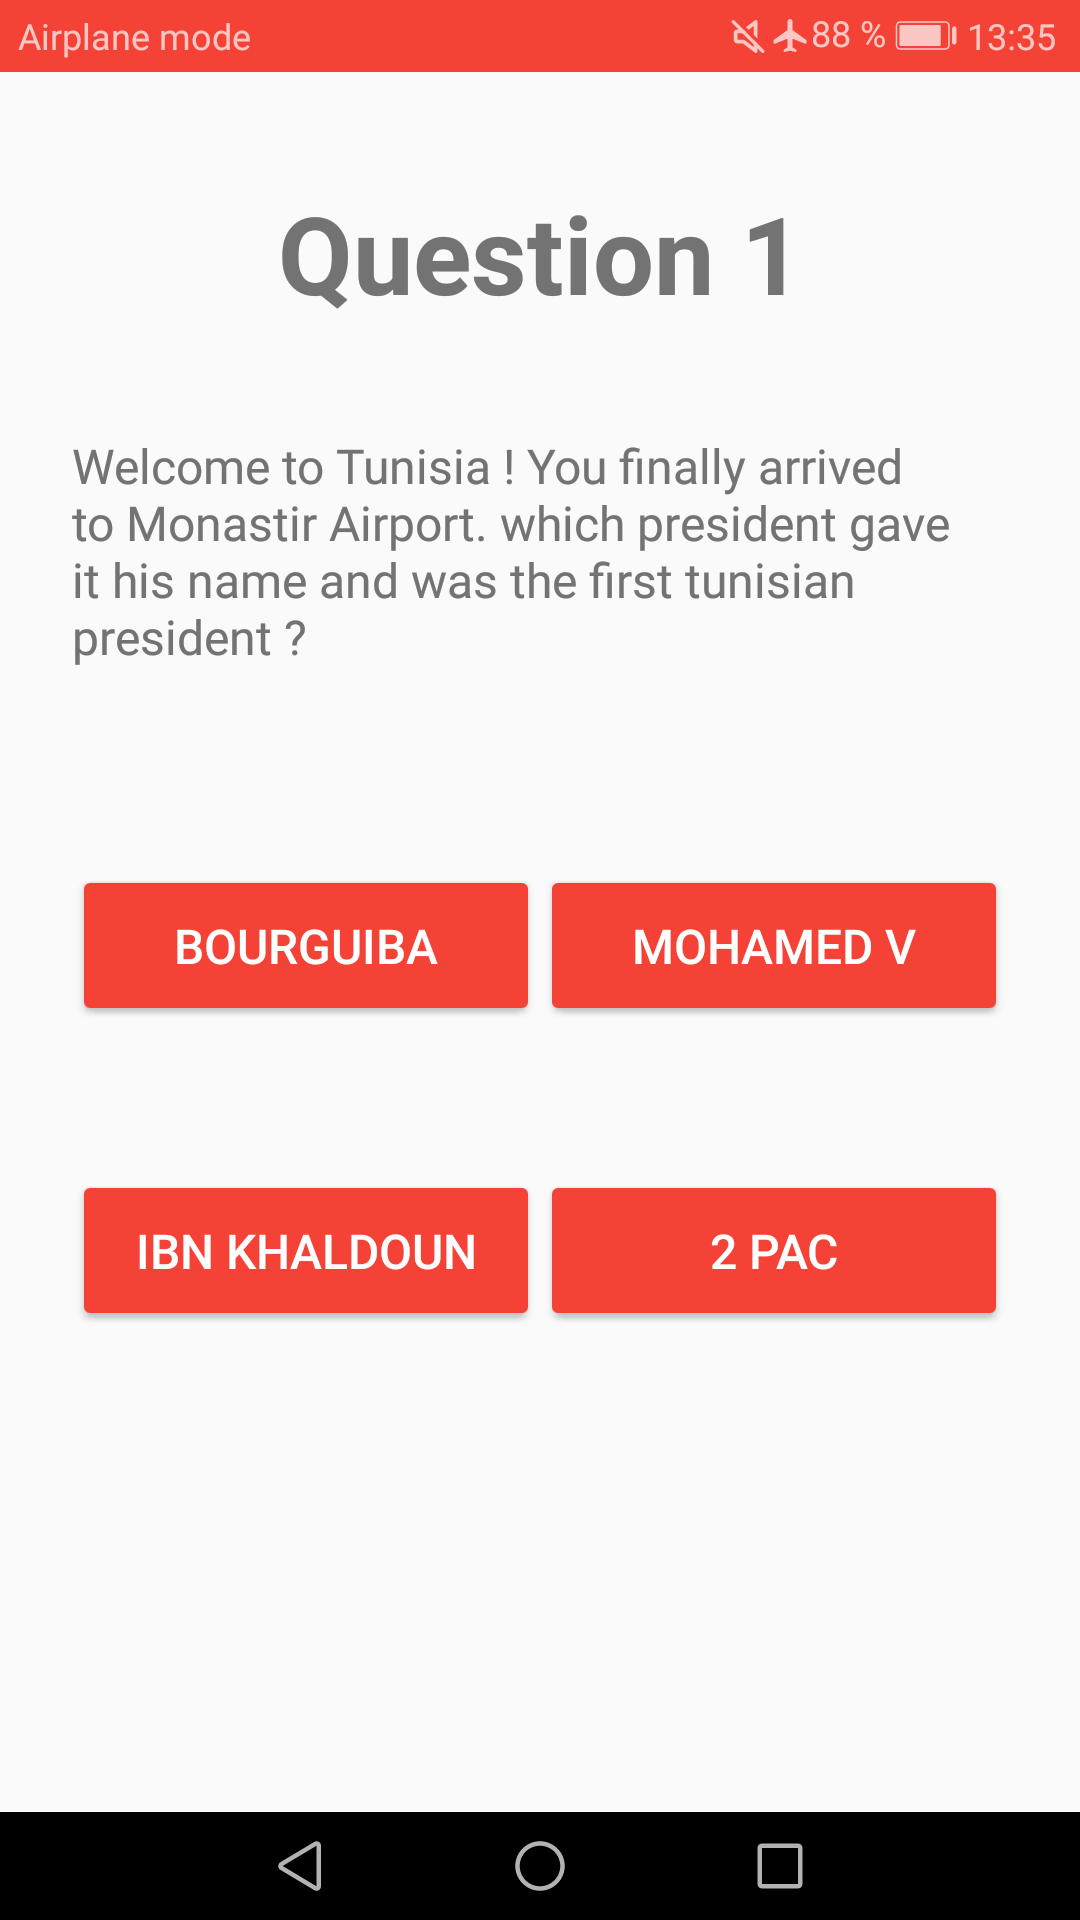 Airplane mode 88 % 13:35
Question 1
Welcome to Tunisia ! You finally arrived
to Monastir Airport. which president gave
it his name and was the first tunisian
president ?
BOURGUIBA MOHAMED V
IBN KHALDOUN 2 PAC